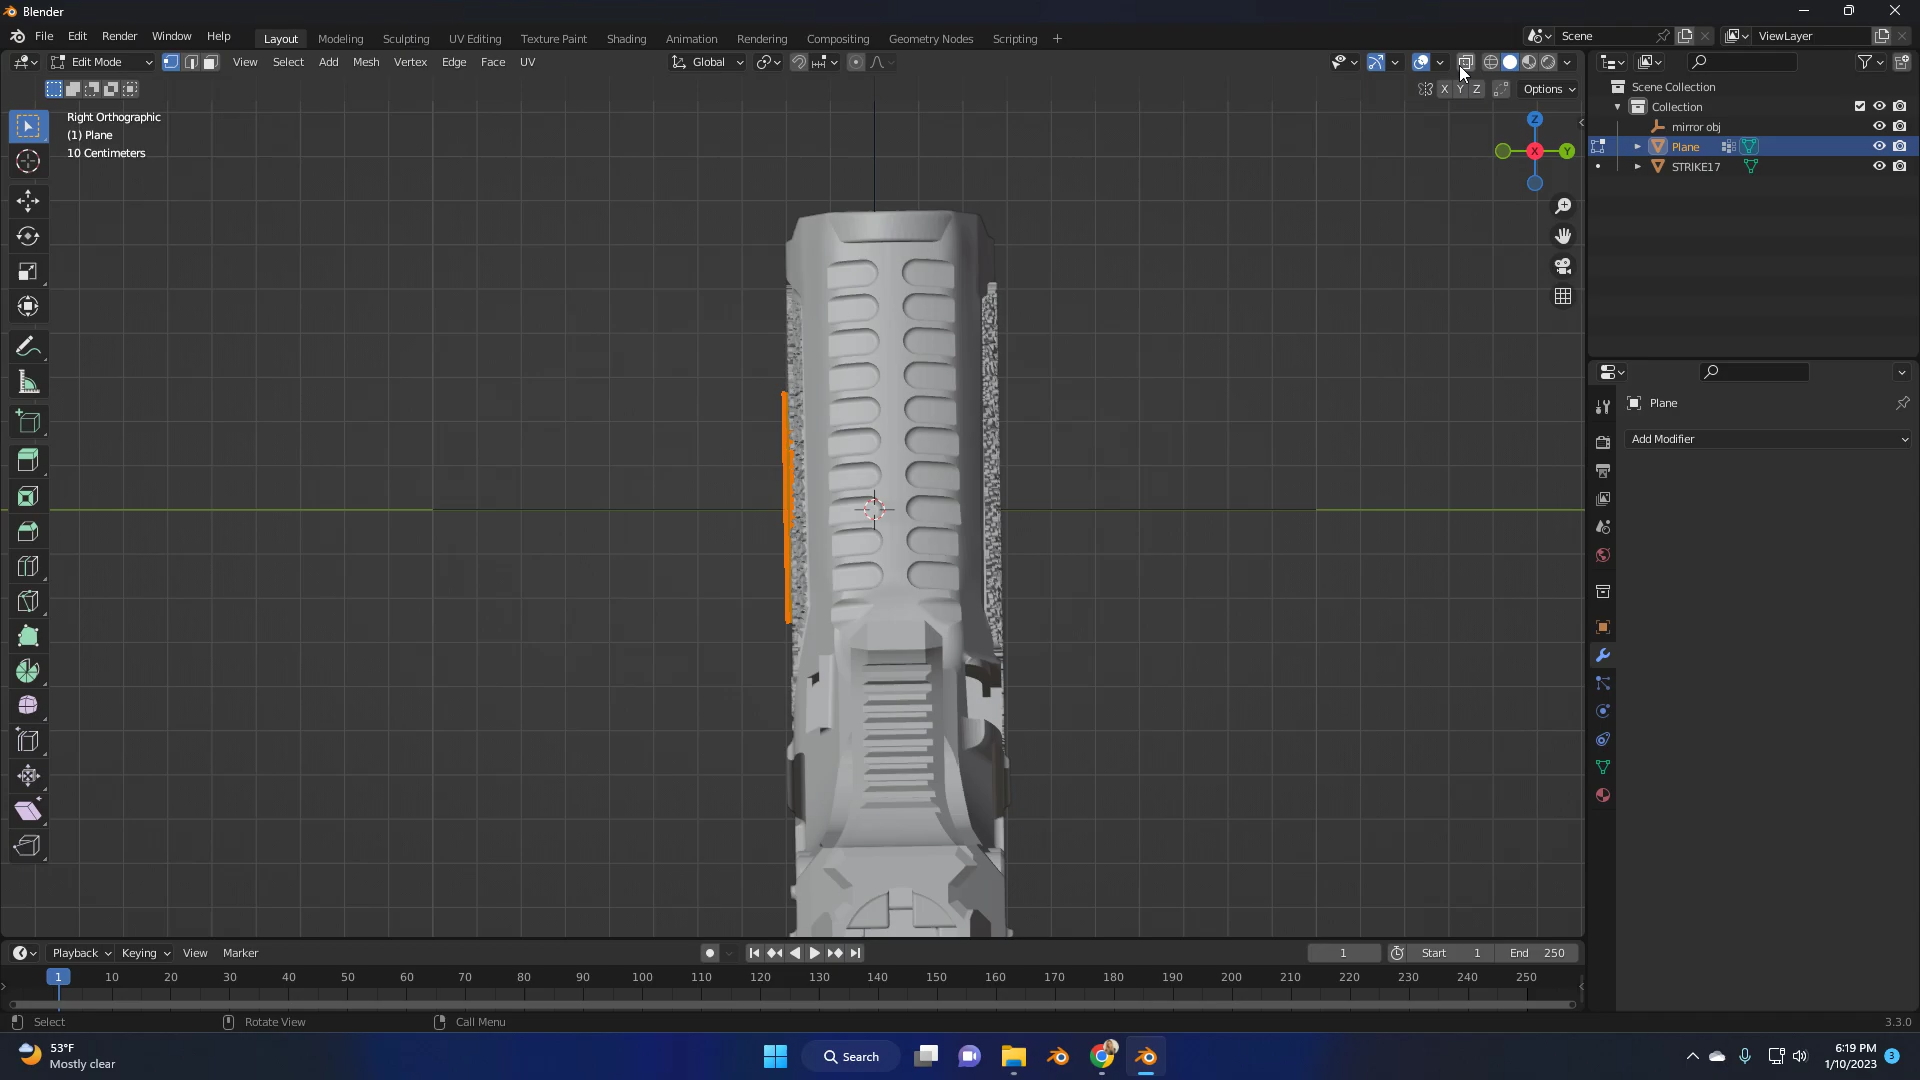 Blender
File Edit Render Window Help
Layout Modeling Sculpting UV Editing Texture Paint Shading Animation Rendering Compositing Geometry Nodes Scripting +
Scene
ViewLayer
Edit Mode
View Select Add Mesh Vertex Edge Face UV
Global
X Y Z
Options
Right Orthographic
(1) Plane
10 Centimeters
Z
X
Y
Scene Collection
Collection
mirror obj
Plane
STRIKE17
Plane
Add Modifier
Playback Keying View Marker
1
Start 1
End 250
1 10 20 30 40 50 60 70 80 90 100 110 120 130 140 150 160 170 180 190 200 210 220 230 240 250
Select
Rotate View
Call Menu
3.3.0
53°F
Mostly clear
Search
6:19 PM
1/10/2023
3